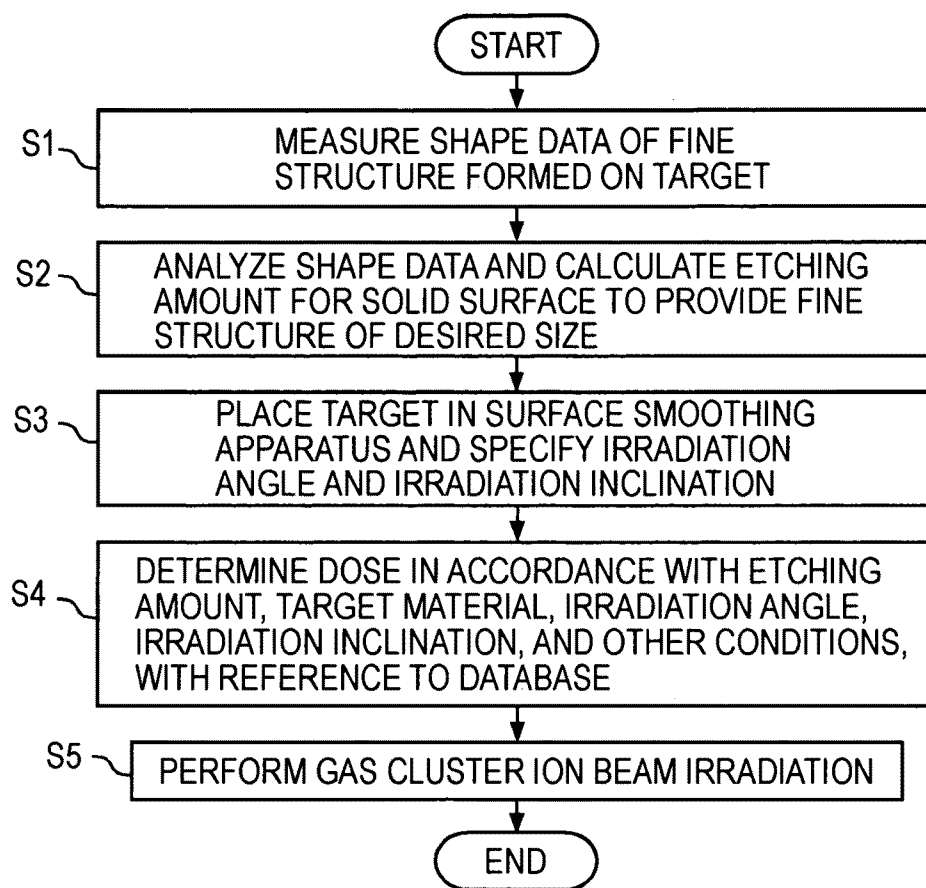 START
S1
MEASURE SHAPE DATA OF FINE
STRUCTURE FORMED ON TARGET
S2
ANALYZE SHAPE DATA AND CALCULATE ETCHING
AMOUNT FOR SOLID SURFACE TO PROVIDE FINE
STRUCTURE OF DESIRED SIZE
S3
PLACE TARGET IN SURFACE SMOOTHING
APPARATUS AND SPECIFY IRRADIATION
ANGLE AND IRRADIATION INCLINATION
S4
DETERMINE DOSE IN ACCORDANCE WITH ETCHING
AMOUNT, TARGET MATERIAL, IRRADIATION ANGLE,
IRRADIATION INCLINATION, AND OTHER CONDITIONS,
WITH REFERENCE TO DATABASE
S5
PERFORM GAS CLUSTER ION BEAM IRRADIATION
END